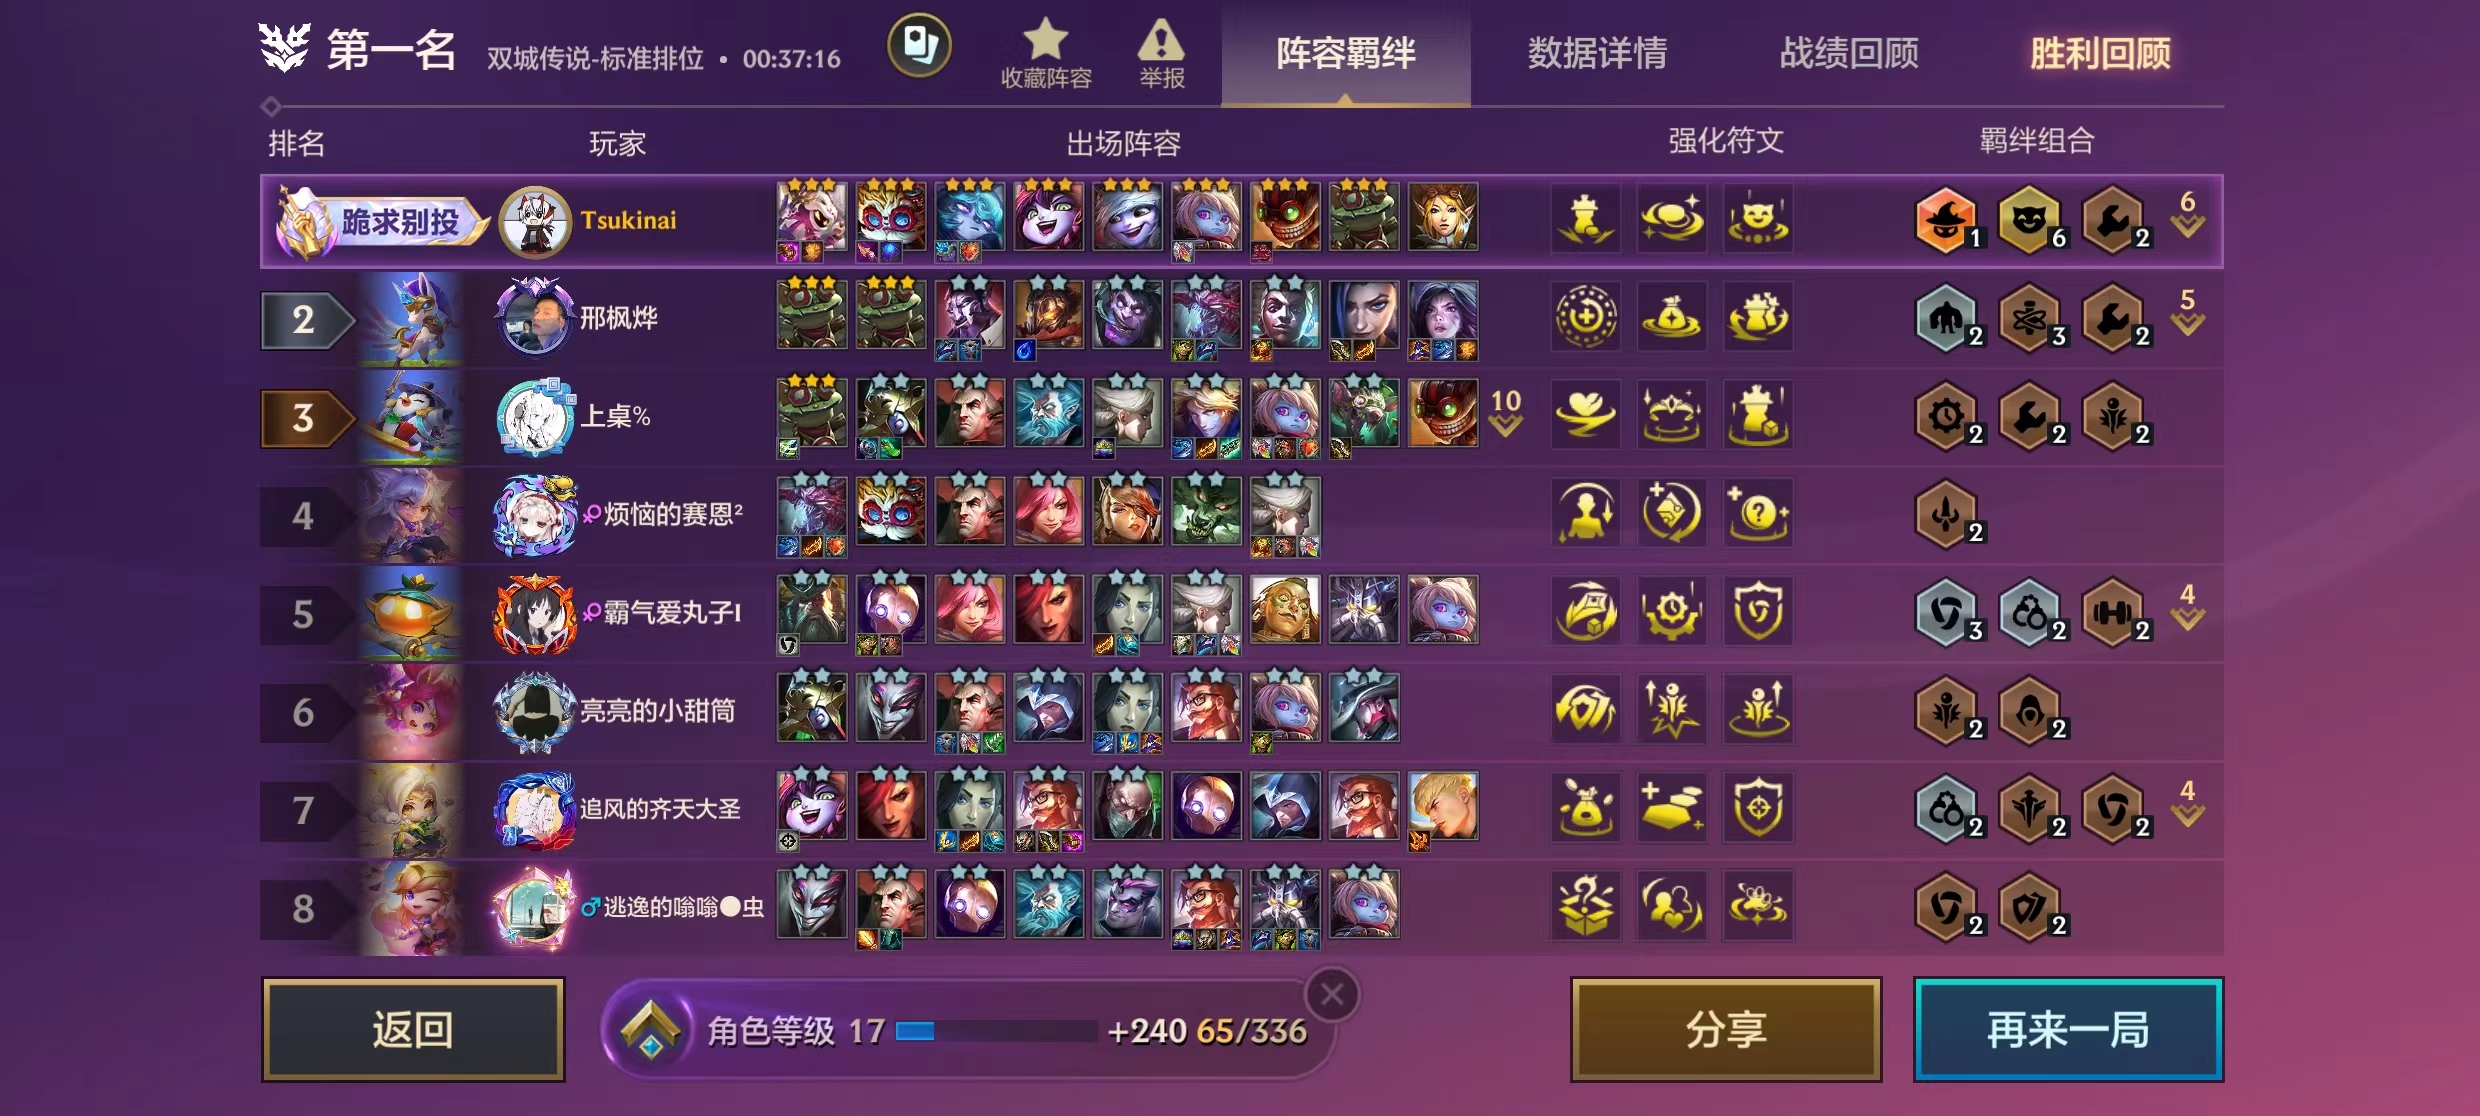 第一名 双城传说-标准排位 • 00:37:16 收藏阵容 举报 阵容羁绊 数据详情 战绩回顾 胜利回顾
排名 玩家 出场阵容 强化符文 羁绊组合
跪求别投 Tsukinai 1 6 2 6
2 邢枫烨 2 3 2 5
3 上桌% 10 2 2 2
4 烦恼的赛恩² 2
5 霸气爱丸子I 3 2 2 4
6 亮亮的小甜筒 2 2
7 追风的齐天大圣 2 2 2 4
8 逃逸的嗡嗡●虫 2 2
返回 角色等级 17 +240 65/336 分享 再来一局